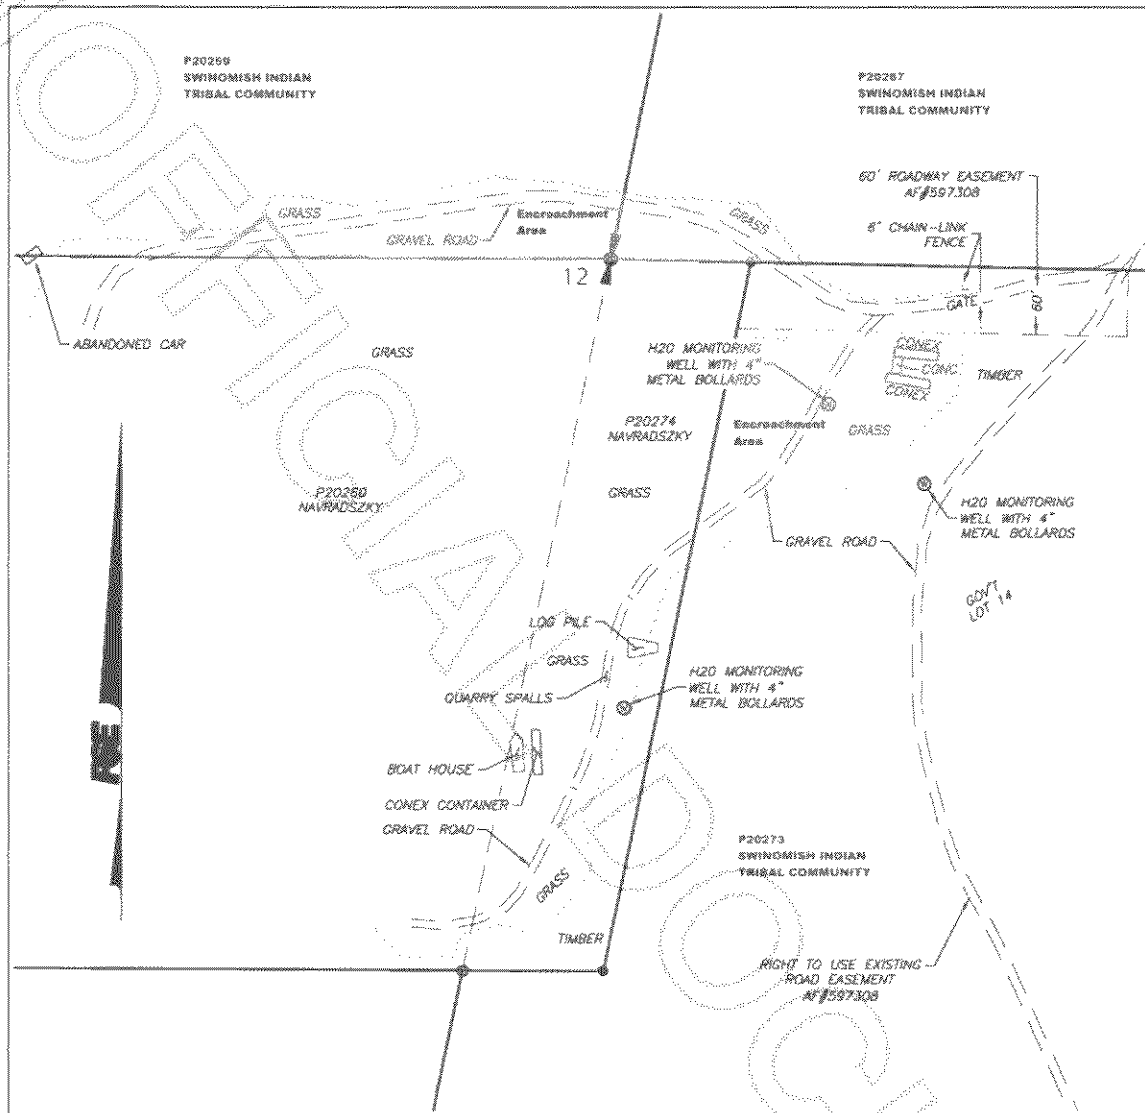 P20259
SWINOMISH INDIAN
TRIBAL COMMUNITY
P20267
SWINOMISH INDIAN
TRIBAL COMMUNITY
60' ROADWAY EASEMENT
AF#597308
6' CHAIN-LINK
FENCE
GRASS
GRAVEL ROAD
Encroachment
Area
GRASS
GATE
60'
12
ABANDONED CAR
GRASS
H2O MONITORING
WELL WITH 4"
METAL BOLLARDS
CONEX
CONC
CONEX
TIMBER
P20274
NAVRADSZKY
Encroachment
Area
GRASS
P20260
NAVRADSZKY
GRASS
H2O MONITORING
WELL WITH 4"
METAL BOLLARDS
GRAVEL ROAD
GOV'T
LOT 14
LOG PILE
GRASS
QUARRY SPALLS
H2O MONITORING
WELL WITH 4"
METAL BOLLARDS
BOAT HOUSE
CONEX CONTAINER
GRAVEL ROAD
GRASS
P20273
SWINOMISH INDIAN
TRIBAL COMMUNITY
TIMBER
RIGHT TO USE EXISTING
ROAD EASEMENT
AF#597308
OFFICIAL DOC